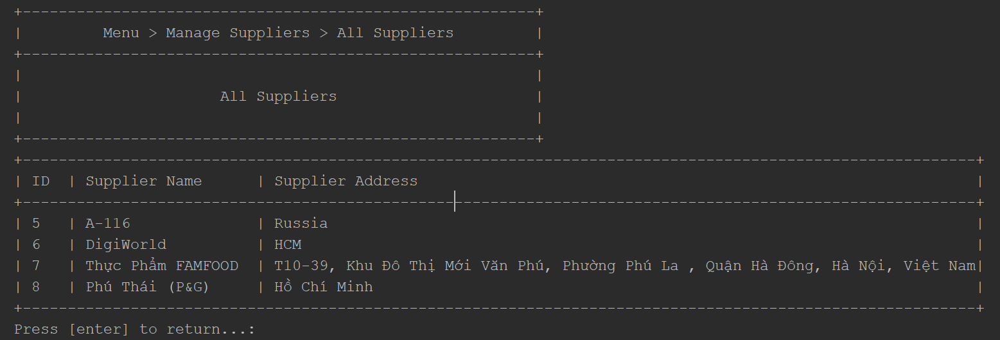 +---------------------------------------------------------+
|         Menu > Manage Suppliers > All Suppliers         |
+---------------------------------------------------------+
|                                                         |
|                      All Suppliers                      |
|                                                         |
+---------------------------------------------------------+
+----------------------------------------------------------------------------------------------------------+
| ID  | Supplier Name      | Supplier Address                                                              |
+----------------------------------------------------------------------------------------------------------+
| 5   | A-116              | Russia                                                                        |
| 6   | DigiWorld          | HCM                                                                           |
| 7   | Thực Phẩm FAMFOOD  | T10-39, Khu Đô Thị Mới Văn Phú, Phường Phú La , Quận Hà Đông, Hà Nội, Việt Nam|
| 8   | Phú Thái (P&G)     | Hồ Chí Minh                                                                   |
+----------------------------------------------------------------------------------------------------------+
Press [enter] to return...: